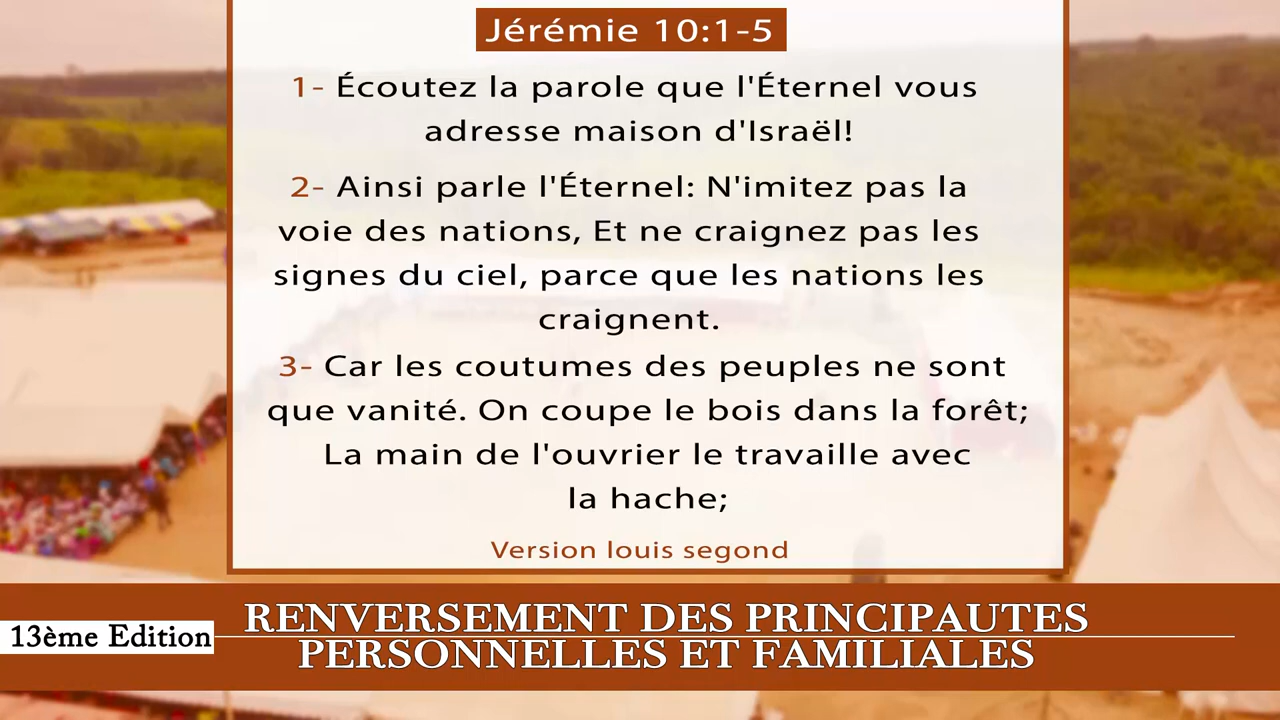 Jérémie 10:1-5
1- Écoutez la parole que l'Éternel vous
adresse maison d'Israël!
2- Ainsi parle l'Éternel: N'imitez pas la
voie des nations, Et ne craignez pas les
signes du ciel, parce que les nations les
craignent.
3- Car les coutumes des peuples ne sont
que vanité. On coupe le bois dans la forêt;
La main de l'ouvrier le travaille avec
la hache;
Version louis segond
13ème Edition
RENVERSEMENT DES PRINCIPAUTES
PERSONNELLES ET FAMILIALES